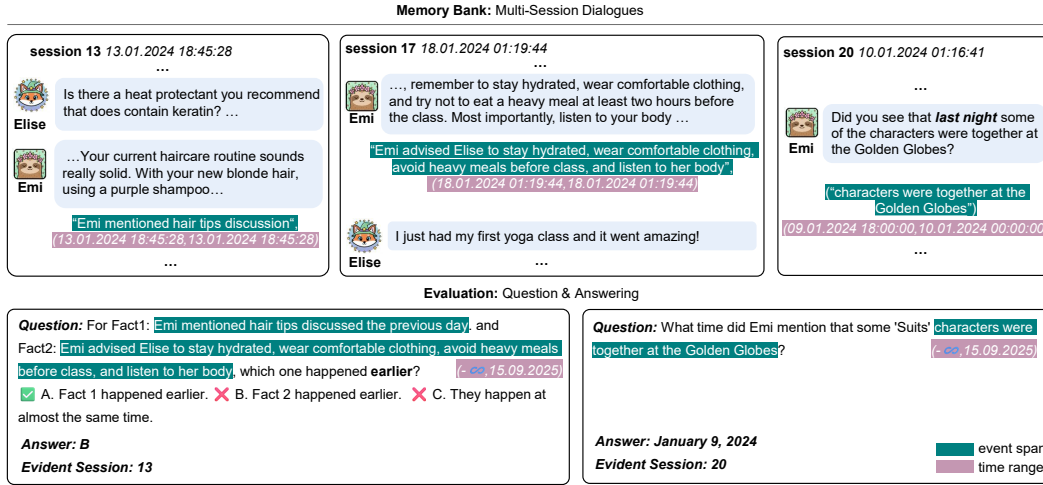 Memory Bank: Multi-Session Dialogues
session 13 13.01.2024 18:45:28
...
Is there a heat protectant you recommend
that does contain keratin? ...
Elise
...Your current haircare routine sounds
really solid. With your new blonde hair,
using a purple shampoo...
Emi
"Emi mentioned hair tips discussion",
(13.01.2024 18:45:28,13.01.2024 18:45:28)
...
session 17 18.01.2024 01:19:44
...
..., remember to stay hydrated, wear comfortable clothing,
and try not to eat a heavy meal at least two hours before
the class. Most importantly, listen to your body ...
Emi
"Emi advised Elise to stay hydrated, wear comfortable clothing,
avoid heavy meals before class, and listen to her body",
(18.01.2024 01:19:44,18.01.2024 01:19:44)
I just had my first yoga class and it went amazing!
Elise
...
session 20 10.01.2024 01:16:41
...
Did you see that last night some
of the characters were together at
the Golden Globes?
Emi
("characters were together at the
Golden Globes")
(09.01.2024 18:00:00,10.01.2024 00:00:00)
...
Evaluation: Question & Answering
Question: For Fact1: Emi mentioned hair tips discussed the previous day. and
Fact2: Emi advised Elise to stay hydrated, wear comfortable clothing, avoid heavy meals
before class, and listen to her body, which one happened earlier? (-∞,15.09.2025)
✅ A. Fact 1 happened earlier. ❌ B. Fact 2 happened earlier. ❌ C. They happen at
almost the same time.
Answer: B
Evident Session: 13
Question: What time did Emi mention that some 'Suits' characters were
together at the Golden Globes? (-∞,15.09.2025)
Answer: January 9, 2024
Evident Session: 20
event span
time range